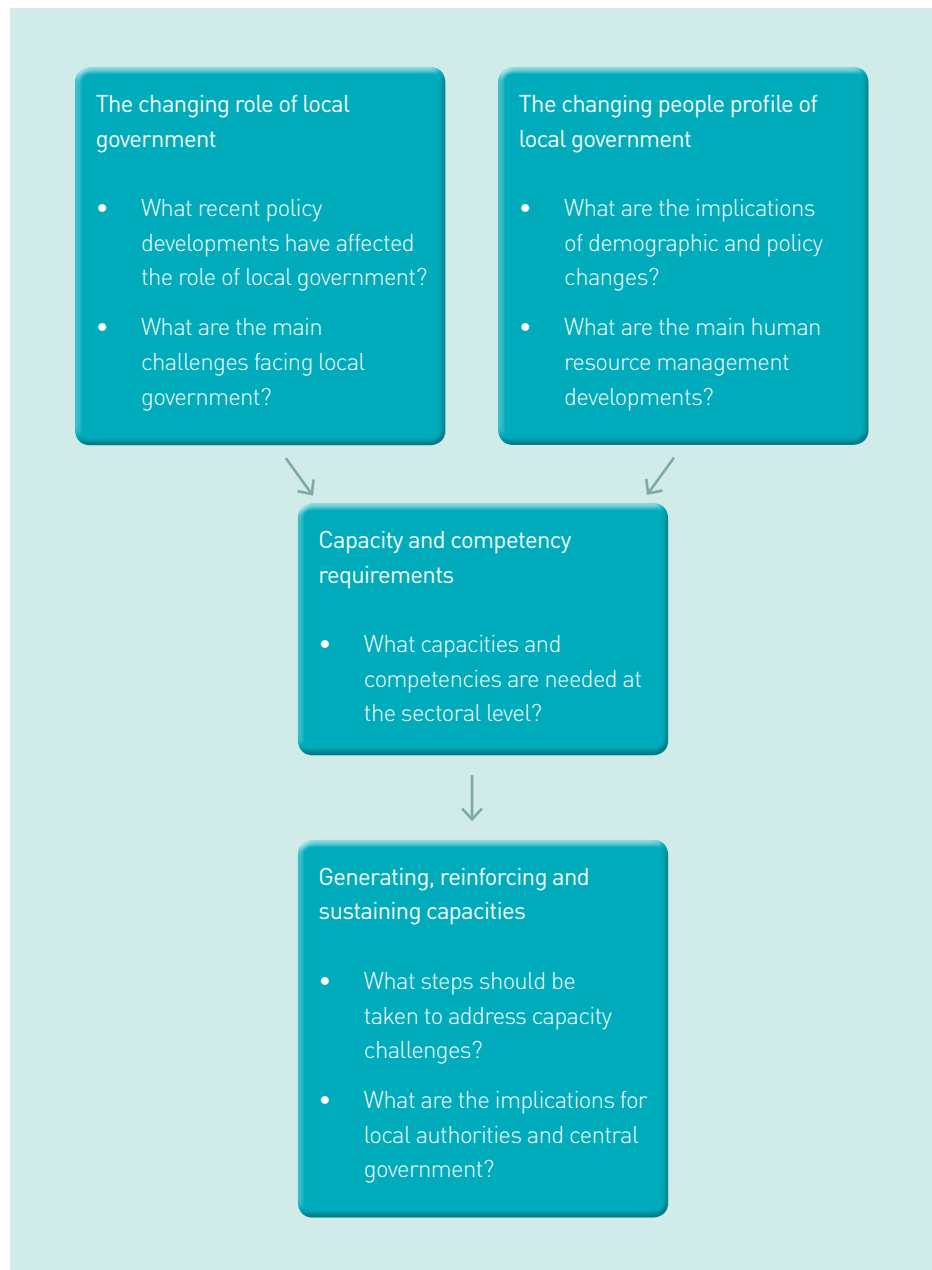 The changing role of local
government
• What recent policy
developments have affected
the role of local government?
• What are the main
challenges facing local
government?
The changing people profile of
local government
• What are the implications
of demographic and policy
changes?
• What are the main human
resource management
developments?
Capacity and competency
requirements
• What capacities and
competencies are needed at
the sectoral level?
Generating, reinforcing and
sustaining capacities
• What steps should be
taken to address capacity
challenges?
• What are the implications for
local authorities and central
government?